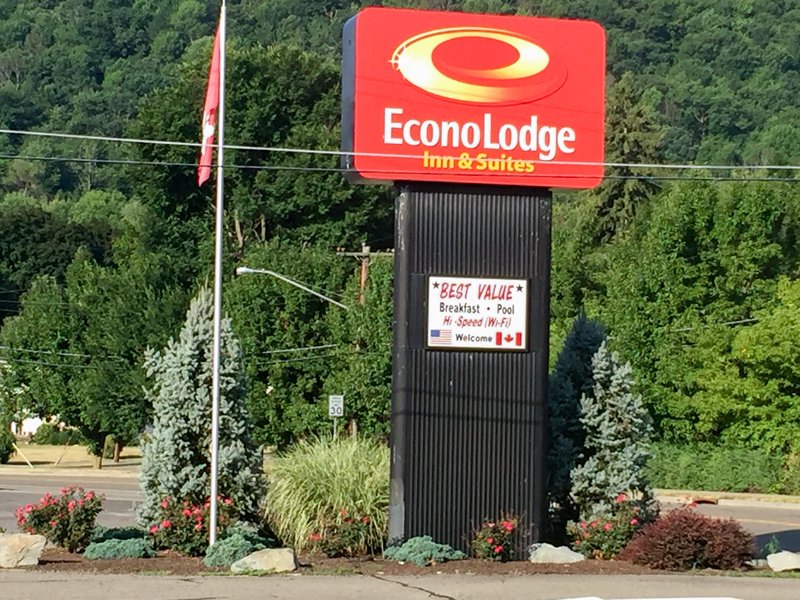 EconoLodge
Inn & Suites
BEST VALUE
Breakfast • Pool
Hi-Speed (Wi-Fi)
Welcome
30